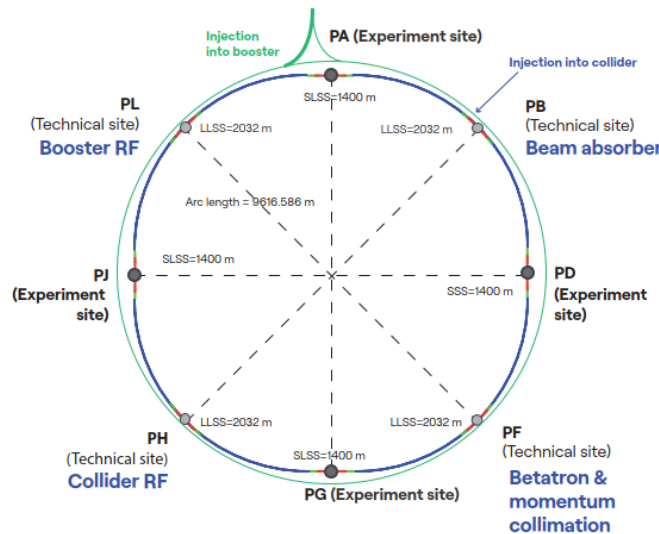 Injection
into booster
PA (Experiment site)
Injection into collider
SLSS=1400 m
PL
(Technical site)
Booster RF
LLSS=2032 m
LLSS=2032 m
PB
(Technical site)
Beam absorber
Arc length = 9616.586 m
SLSS=1400 m
PJ
(Experiment
site)
SSS=1400 m
PD
(Experiment
site)
LLSS=2032 m
LLSS=2032 m
PH
(Technical site)
Collider RF
SLSS=1400 m
PG (Experiment site)
PF
(Technical site)
Betatron &
momentum
collimation